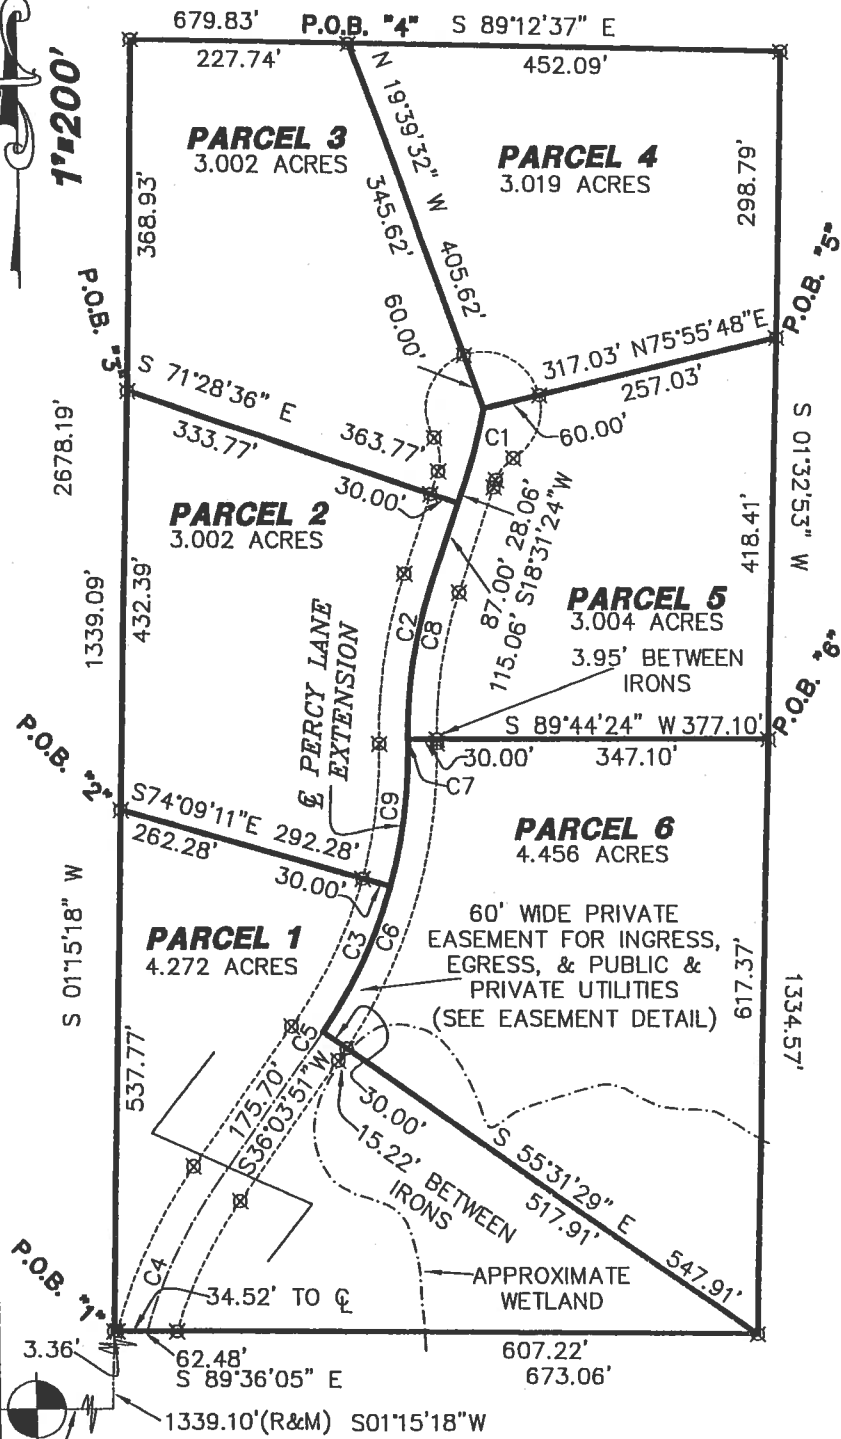 679.83'
P.O.B. "4"
S 89°12'37" E
227.74'
452.09'
1"=200'
N 19°39'32" W
PARCEL 3
3.002 ACRES
PARCEL 4
3.019 ACRES
298.79'
368.93'
345.62'
405.62'
P.O.B. "5"
P.O.B. "3"
60.00'
317.03' N75°55'48"E
257.03'
S 71°28'36" E
333.77'
363.77'
C1
60.00'
2678.19'
S 01°32'53" W
30.00'
28.06'
87.00'
115.06' S18°31'24"W
PARCEL 2
3.002 ACRES
418.41'
1339.09'
432.39'
C2
C8
PARCEL 5
3.004 ACRES
℄ PERCY LANE
EXTENSION
3.95' BETWEEN
IRONS
P.O.B. "6"
S 89°44'24" W 377.10'
30.00'
347.10'
C7
P.O.B. "2"
S74°09'11"E
262.28'
292.28'
C9
30.00'
PARCEL 6
4.456 ACRES
S 01°15'18" W
PARCEL 1
4.272 ACRES
C3
C6
60' WIDE PRIVATE
EASEMENT FOR INGRESS,
EGRESS, & PUBLIC &
PRIVATE UTILITIES
(SEE EASEMENT DETAIL)
617.37'
1334.57'
C5
537.77'
175.70'
S36°03'51"W
30.00'
15.22' BETWEEN
IRONS
S 55°31'29" E
517.91'
547.91'
P.O.B. "1"
C4
34.52' TO ℄
APPROXIMATE
WETLAND
3.36'
62.48'
S 89°36'05" E
607.22'
673.06'
1339.10'(R&M) S01°15'18"W